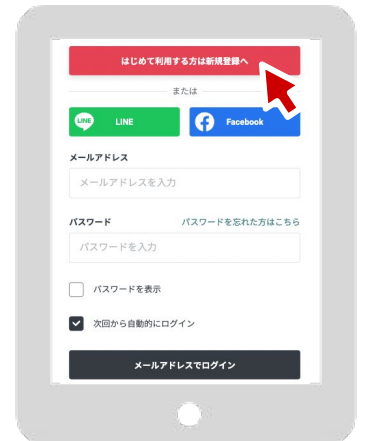 はじめて利用する方は新規登録へ
または
LINE LINE
Facebook
メールアドレス
メールアドレスを入力
パスワード パスワードを忘れた方はこちら
パスワードを入力
パスワードを表示
次回から自動的にログイン
メールアドレスでログイン